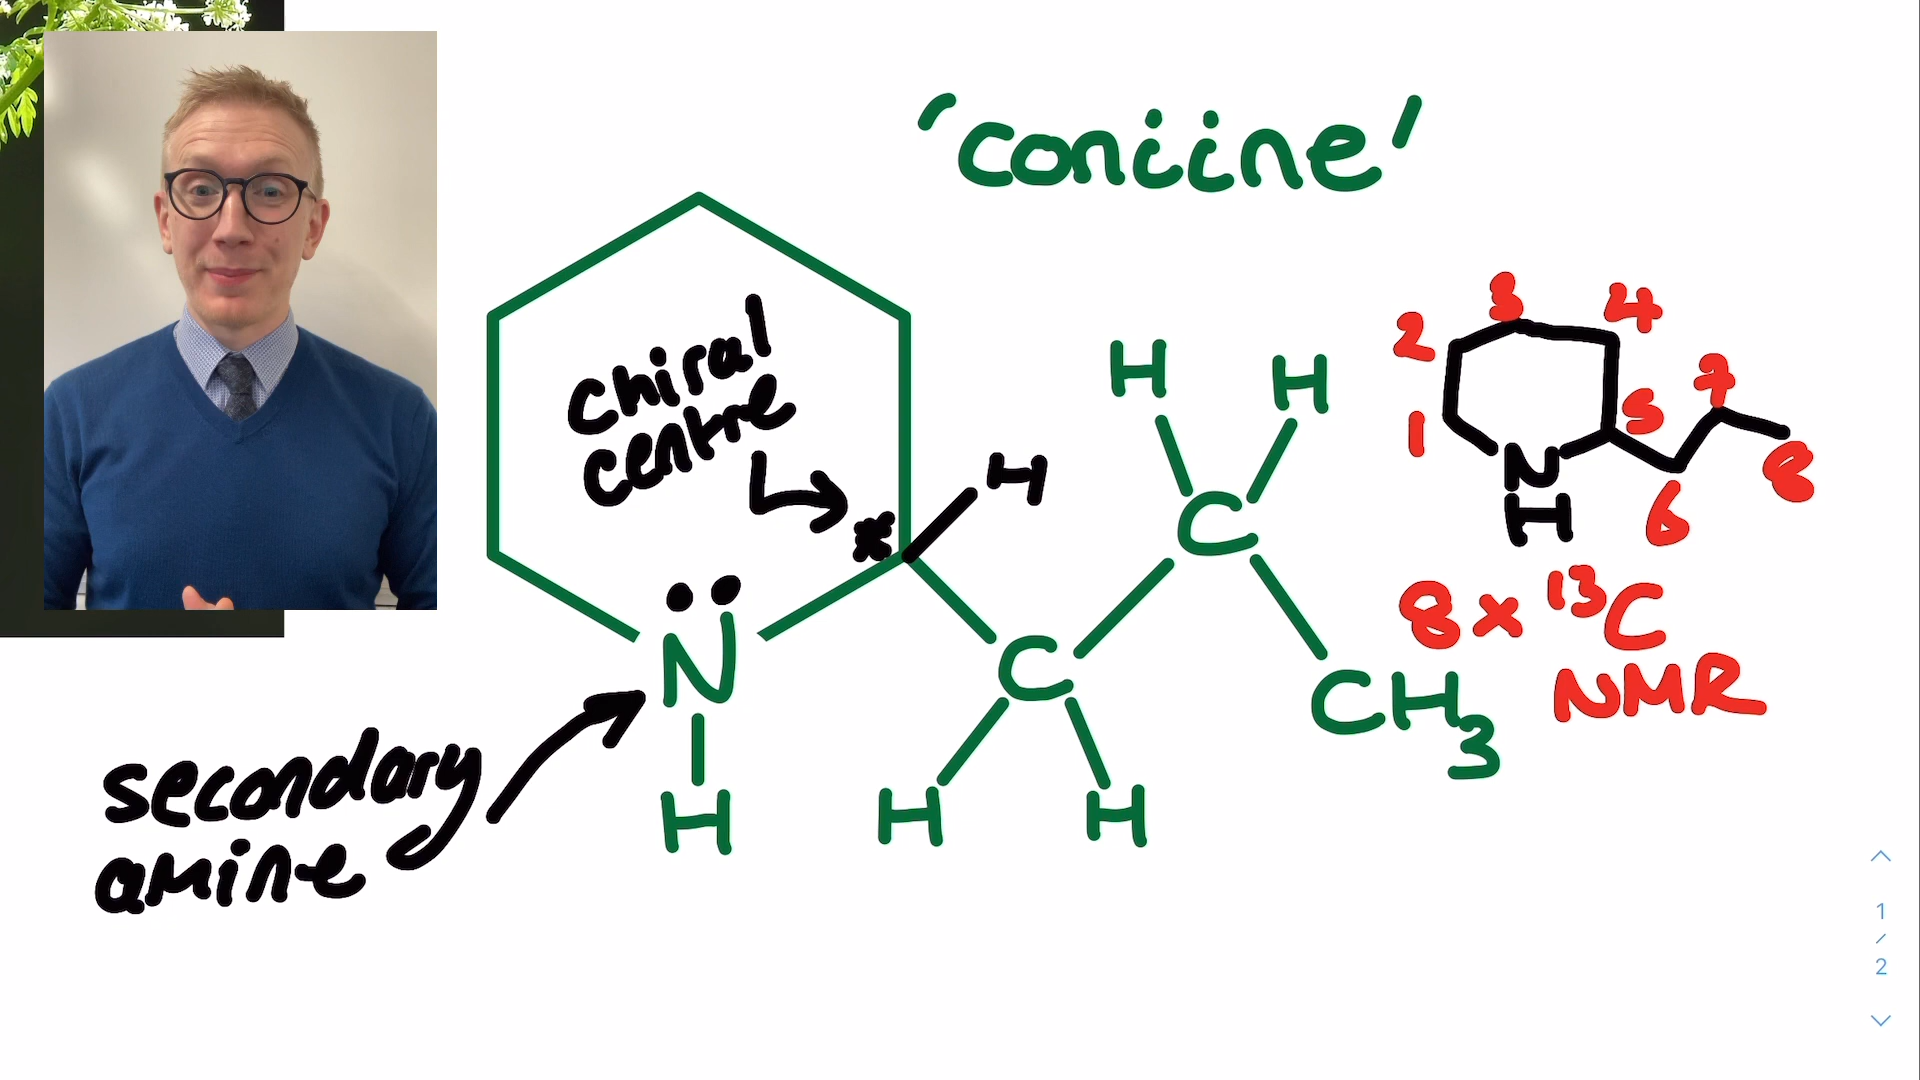 'coniine'
chiral
centre
*
H
H H
C
C
CH3
N
H
H H
secondary
amine
3 4
2
7
1
5
N
H
6
8
8 x 13C
NMR
1
/
2